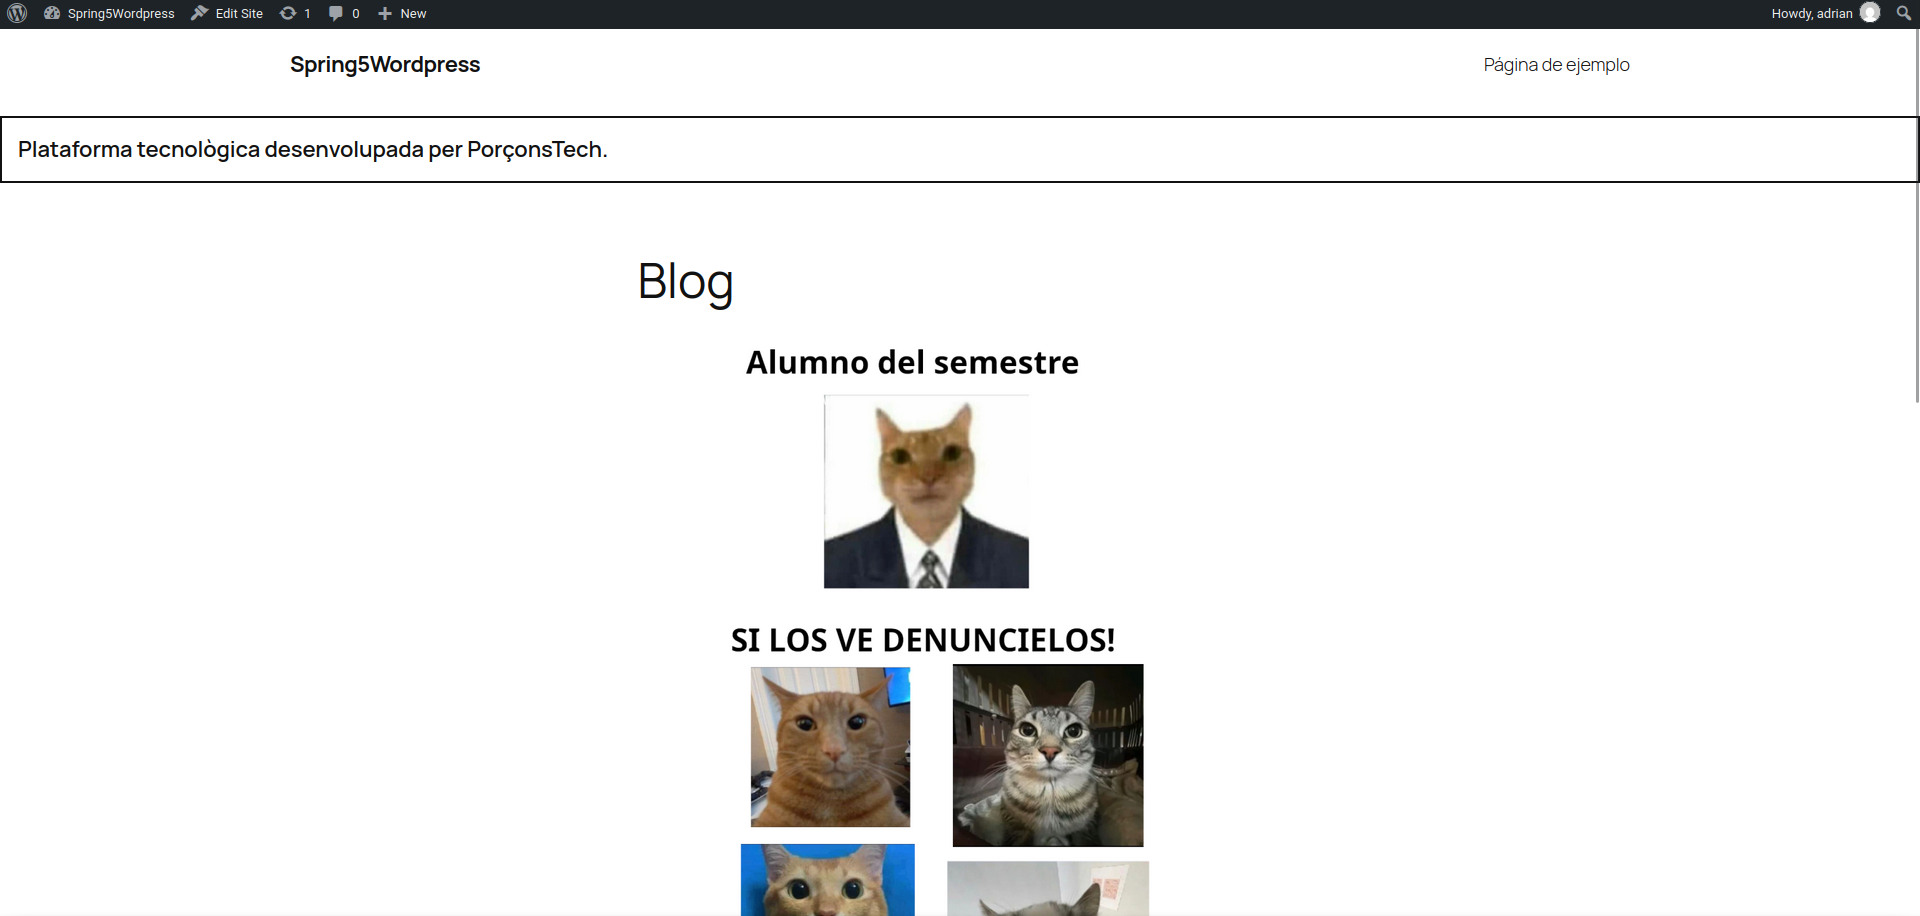 Spring5Wordpress
Edit Site
1
0
New
Howdy, adrian
Spring5Wordpress
Página de ejemplo
Plataforma tecnològica desenvolupada per PorçonsTech.
Blog
Alumno del semestre
SI LOS VE DENUNCIELOS!